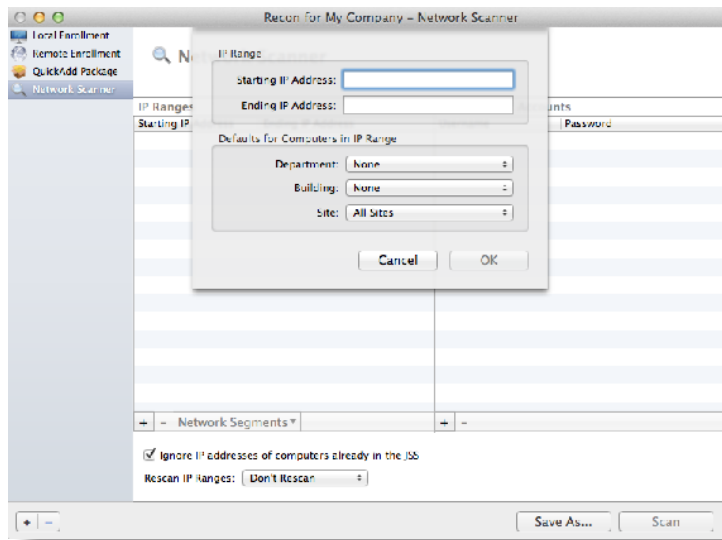 Recon for My Company – Network Scanner
Local Enrollment
Remote Enrollment
QuickAdd Package
Network Scanner
IP Range
Starting IP Address:
Ending IP Address:
Defaults for Computers in IP Range
Department: None
Building: None
Site: All Sites
Cancel OK
IP Ranges
Starting IP
Password
+ - Network Segments
+ -
Ignore IP addresses of computers already in the JSS
Rescan IP Ranges: Don't Rescan
+ - Save As... Scan